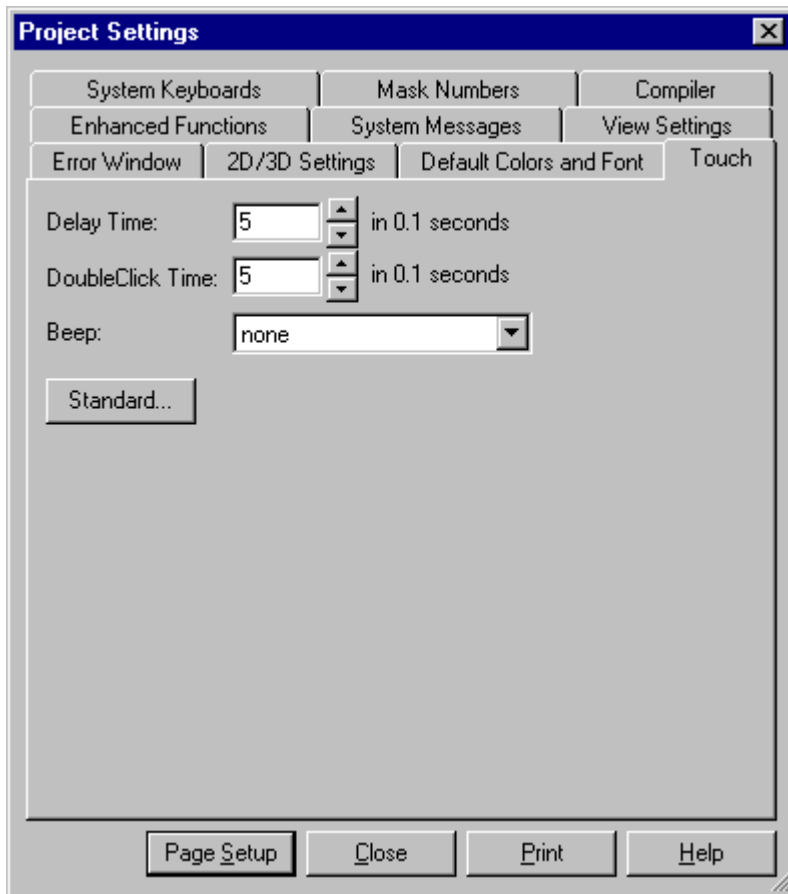 Project Settings
System Keyboards Mask Numbers Compiler
Enhanced Functions System Messages View Settings
Error Window 2D/3D Settings Default Colors and Font Touch
Delay Time: 5 in 0.1 seconds
DoubleClick Time: 5 in 0.1 seconds
Beep: none
Standard...
Page Setup Close Print Help